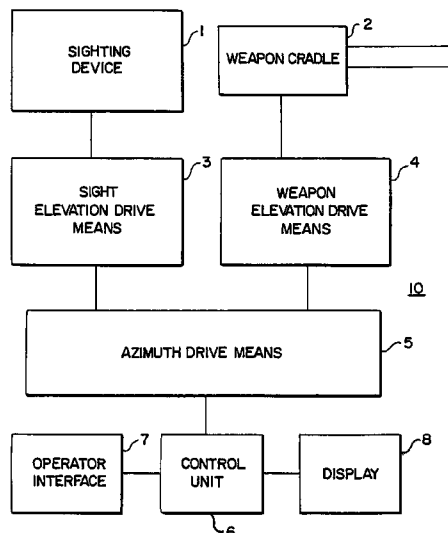 1
SIGHTING
DEVICE
2
WEAPON CRADLE
3
SIGHT
ELEVATION DRIVE
MEANS
4
WEAPON
ELEVATION DRIVE
MEANS
10
5
AZIMUTH DRIVE MEANS
7
OPERATOR
INTERFACE
CONTROL
UNIT
6
8
DISPLAY